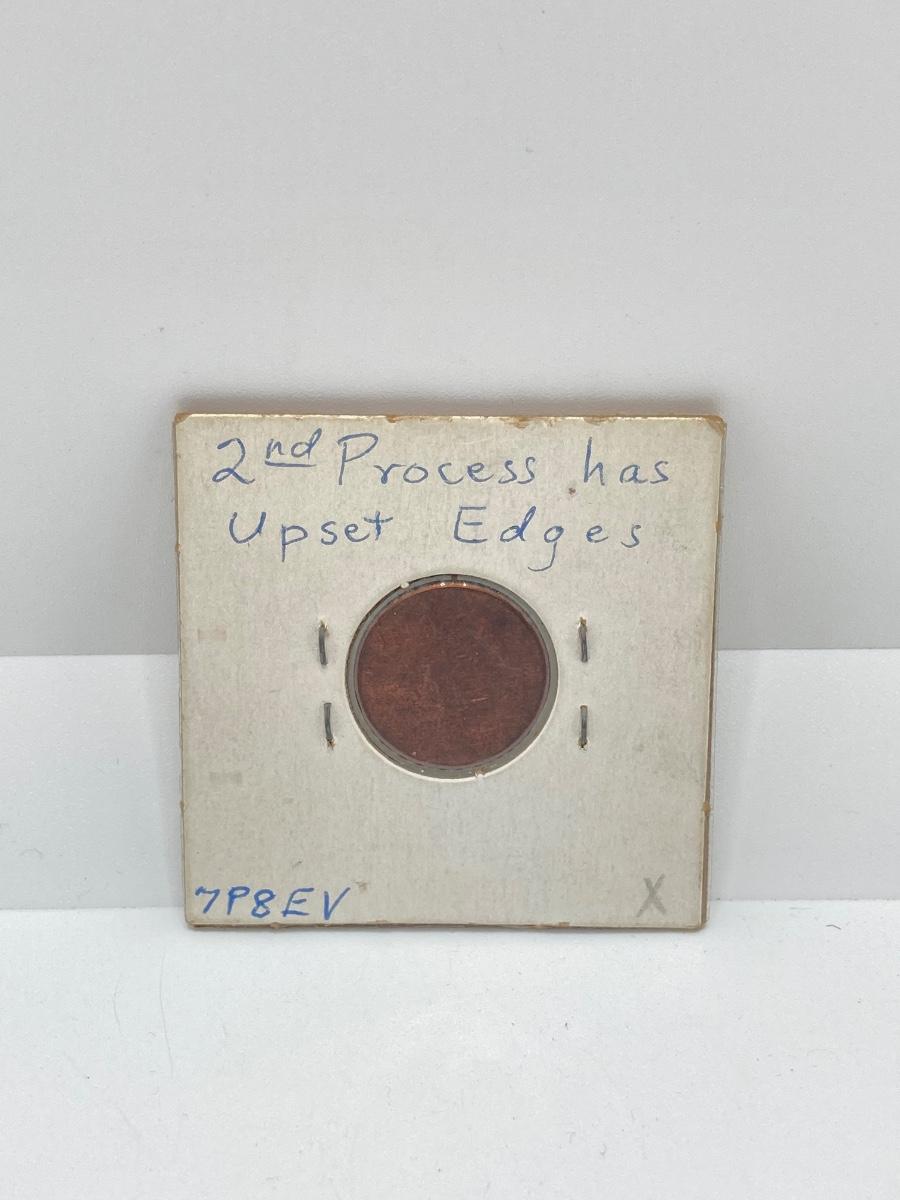 2nd Process has
Upset Edges
7P8EV
X